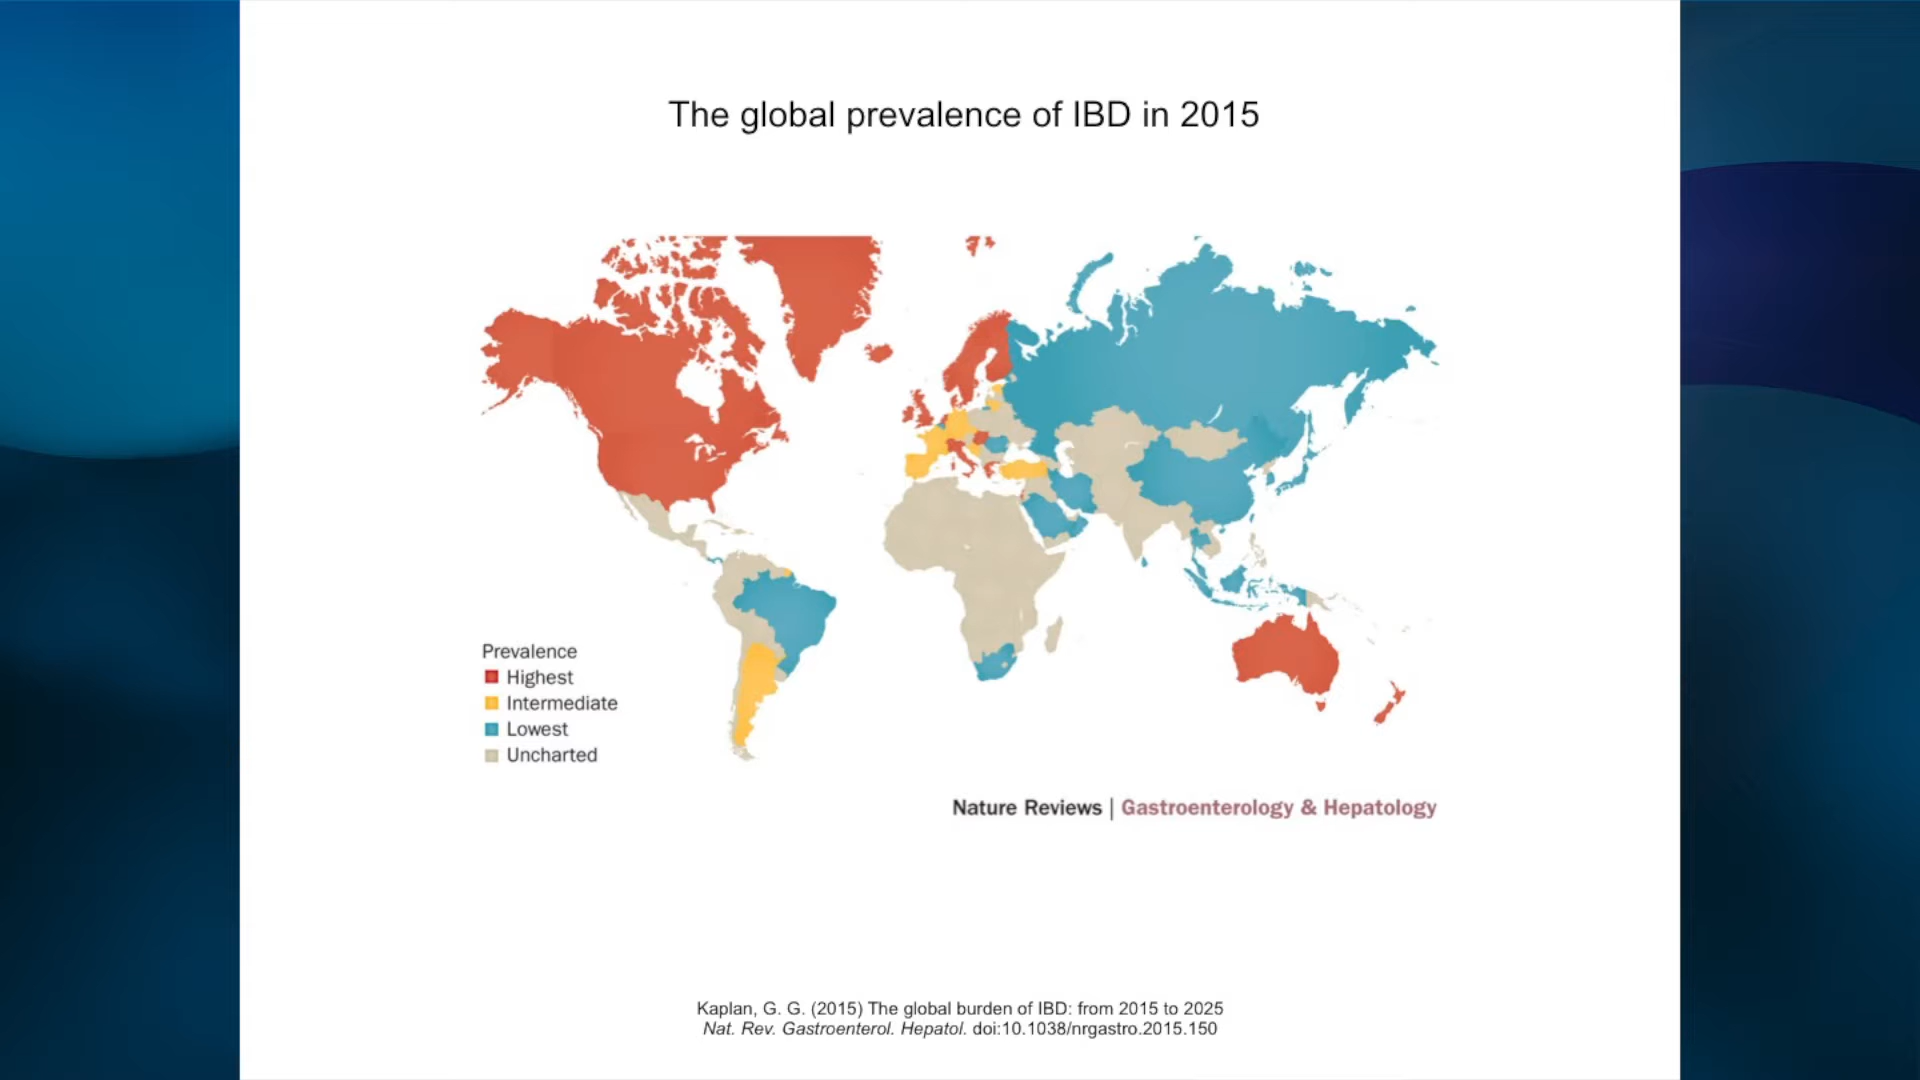 The global prevalence of IBD in 2015
Prevalence
Highest
Intermediate
Lowest
Uncharted
Nature Reviews | Gastroenterology & Hepatology
Kaplan, G. G. (2015) The global burden of IBD: from 2015 to 2025
Nat. Rev. Gastroenterol. Hepatol. doi:10.1038/nrgastro.2015.150